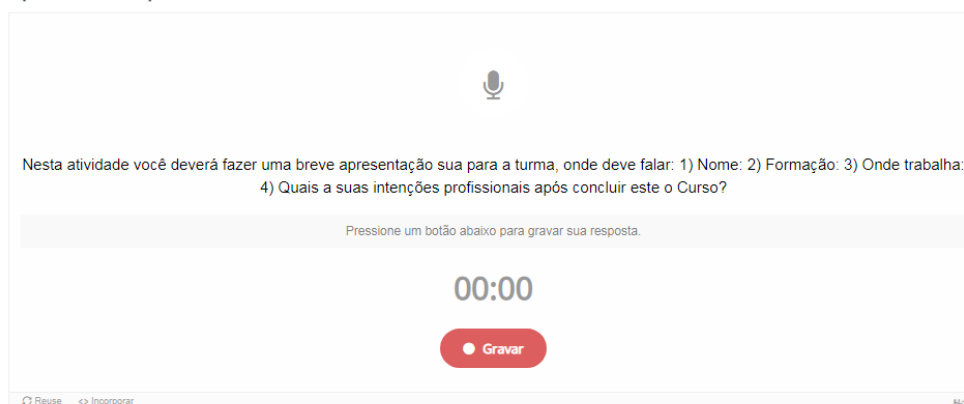 Nesta atividade você deverá fazer uma breve apresentação sua para a turma, onde deve falar: 1) Nome: 2) Formação: 3) Onde trabalha:
4) Quais a suas intenções profissionais após concluir este o Curso?
Pressione um botão abaixo para gravar sua resposta.
00:00
Gravar
Reuse <> Incorporar